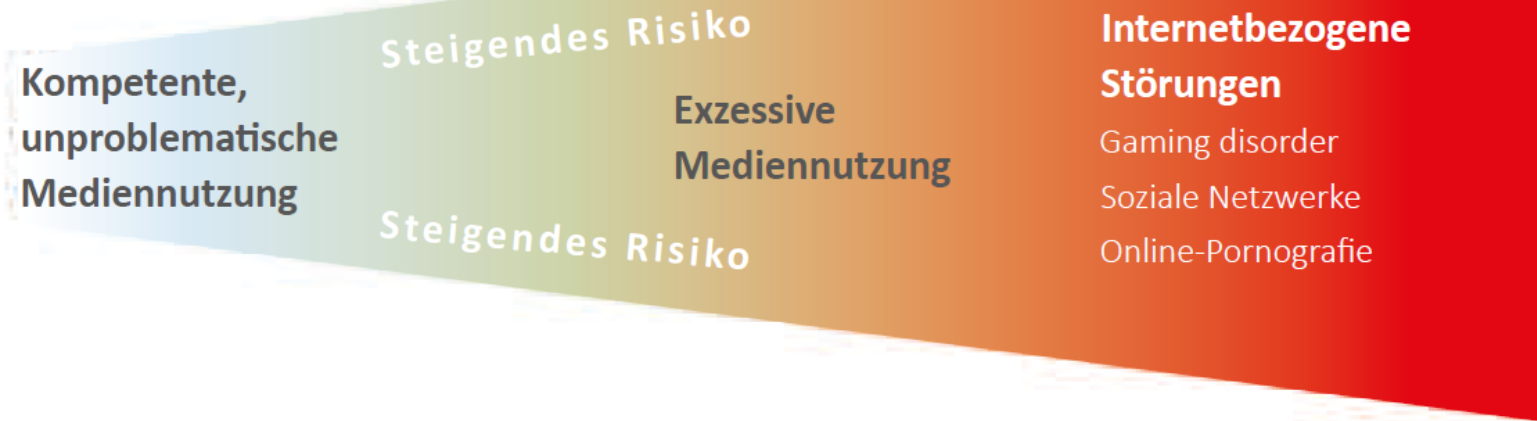 Kompetente,
unproblematische
Mediennutzung
Steigendes Risiko
Steigendes Risiko
Exzessive
Mediennutzung
Internetbezogene
Störungen
Gaming disorder
Soziale Netzwerke
Online-Pornografie